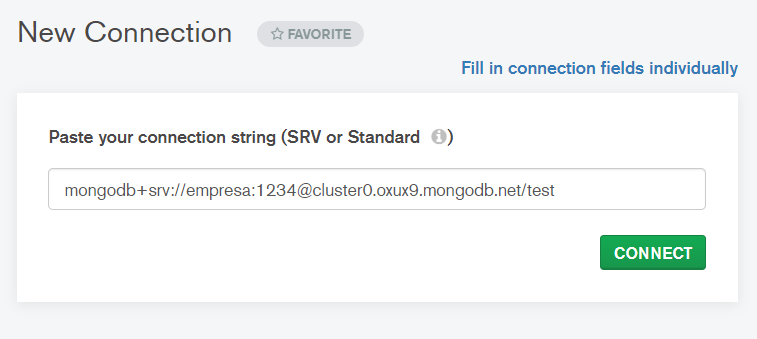 New Connection
FAVORITE
Fill in connection fields individually
Paste your connection string (SRV or Standard )
mongodb+srv://empresa:1234@cluster0.oxux9.mongodb.net/test
CONNECT